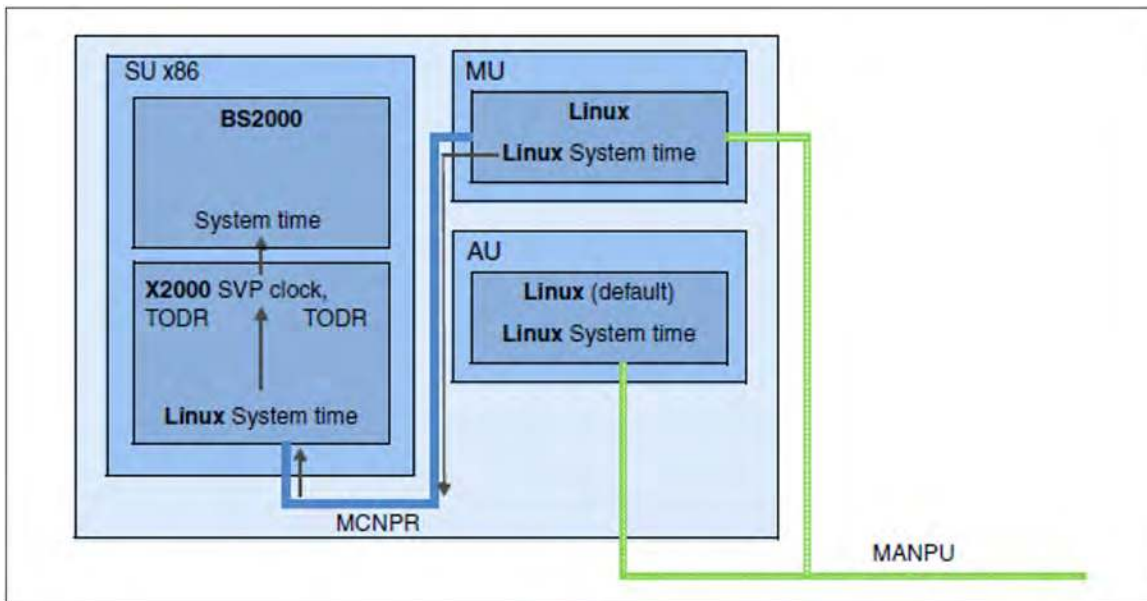 SU x86
BS2000
System time
X2000 SVP clock,
TODR TODR
Linux System time
MU
Linux
Linux System time
AU
Linux (default)
Linux System time
MCNPR
MANPU